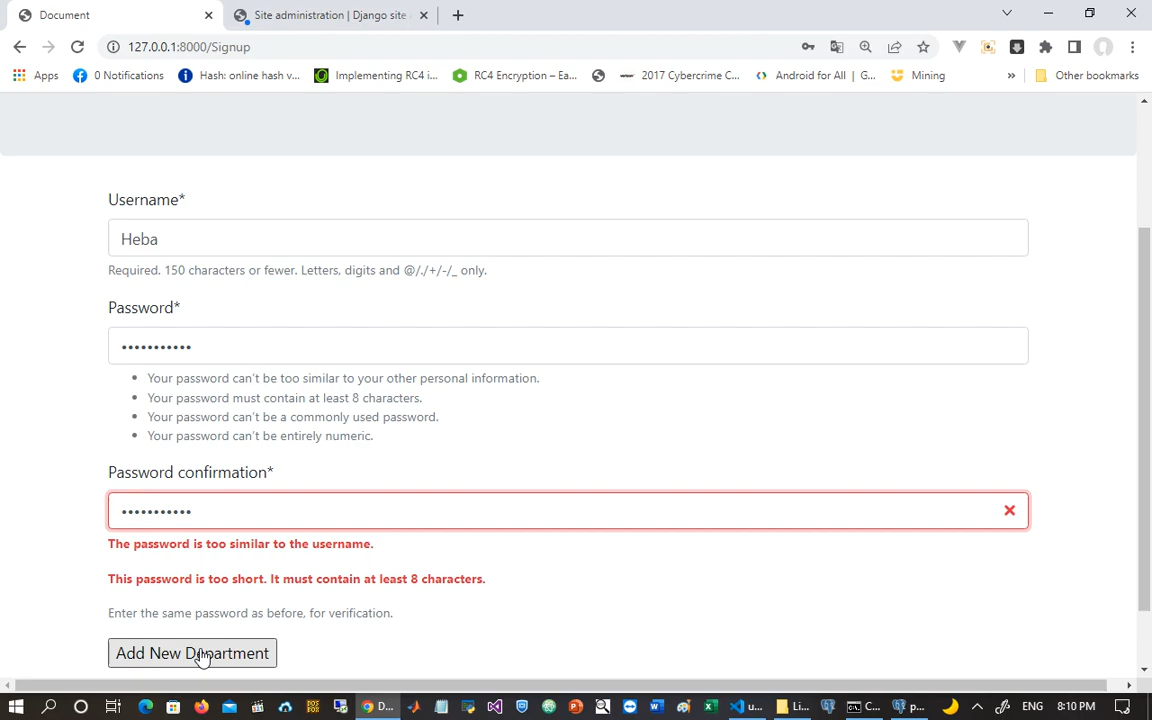 Document
Site administration | Django site
127.0.0.1:8000/Signup
Apps
0 Notifications
Hash: online hash v...
Implementing RC4 i...
RC4 Encryption – Ea...
2017 Cybercrime C...
Android for All | G...
Mining
»
Other bookmarks
Username*
Heba
Required. 150 characters or fewer. Letters, digits and @/./+/-/_ only.
Password*
•••••••••••
• Your password can't be too similar to your other personal information.
• Your password must contain at least 8 characters.
• Your password can't be a commonly used password.
• Your password can't be entirely numeric.
Password confirmation*
•••••••••••
The password is too similar to the username.
This password is too short. It must contain at least 8 characters.
Enter the same password as before, for verification.
Add New Department
D...
u...
Li...
C...
p...
ENG
8:10 PM